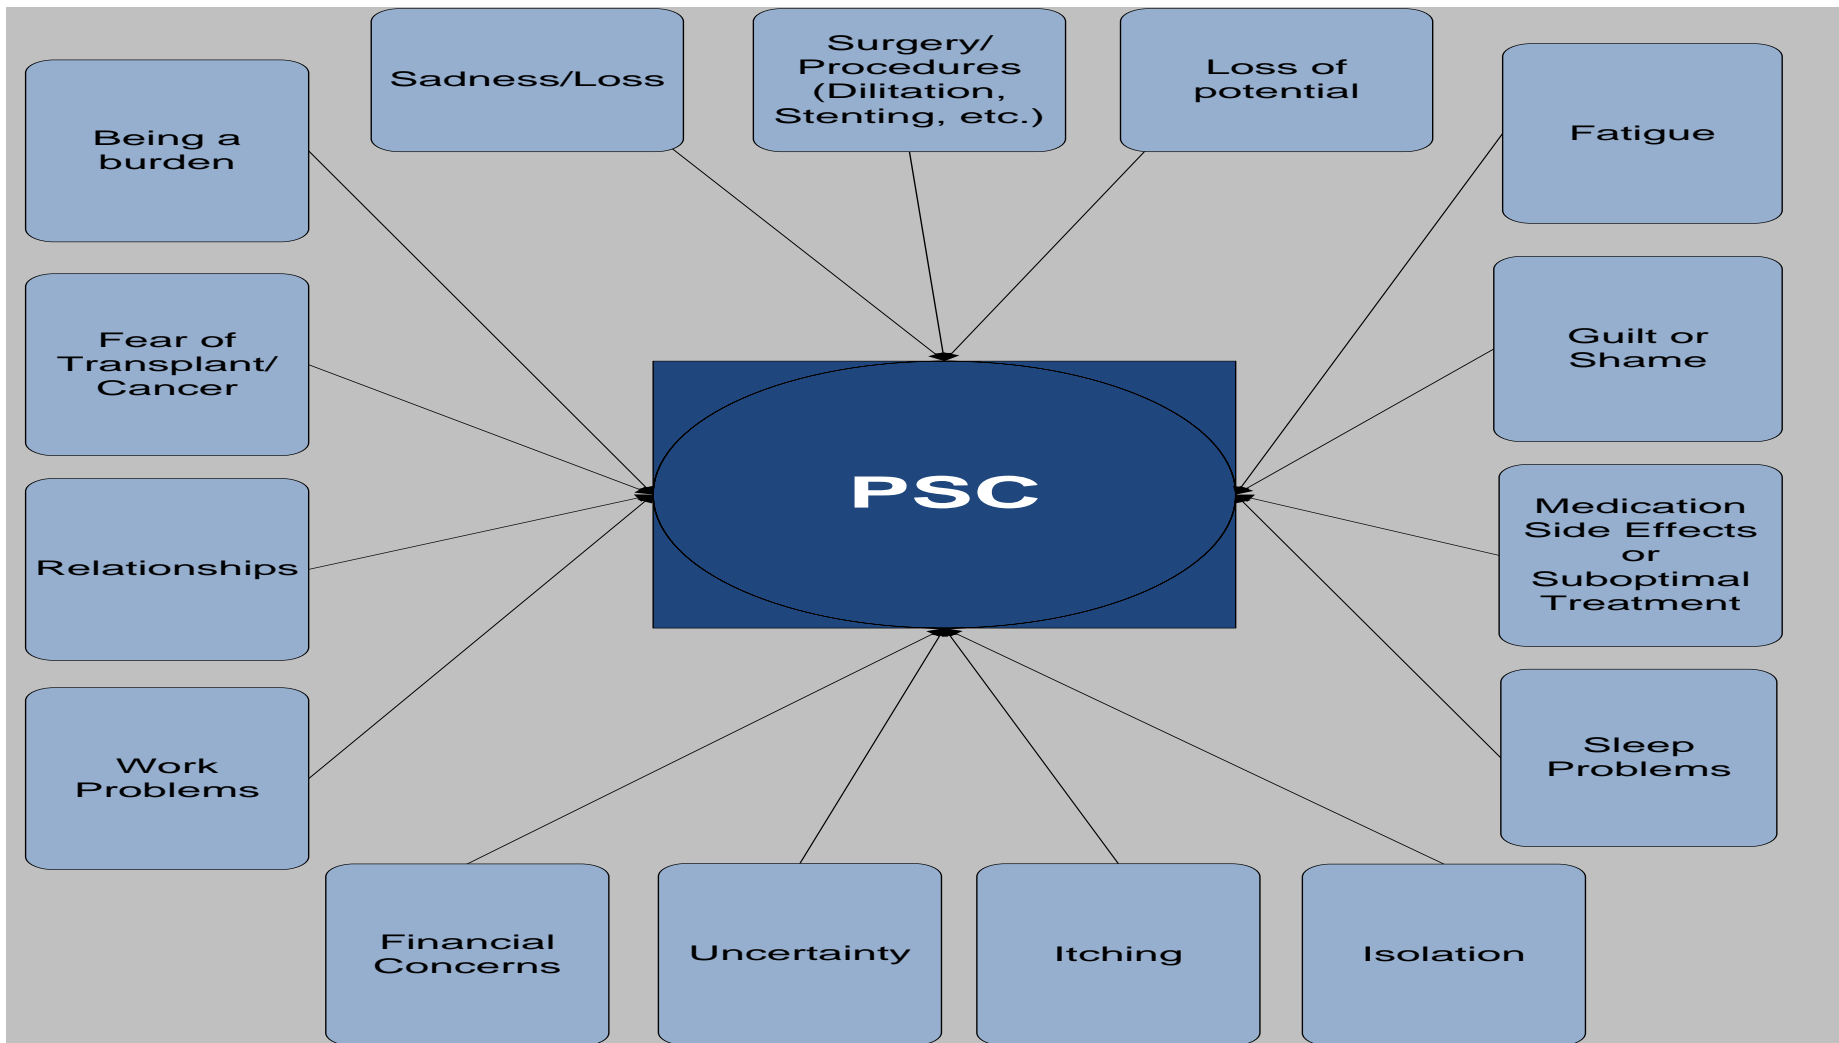 Sadness/Loss
Surgery/
Procedures
(Dilitation,
Stenting, etc.)
Loss of
potential
Fatigue
Being a
burden
Fear of
Transplant/
Cancer
Guilt or
Shame
PSC
Relationships
Medication
Side Effects
or
Suboptimal
Treatment
Work
Problems
Sleep
Problems
Financial
Concerns
Uncertainty
Itching
Isolation